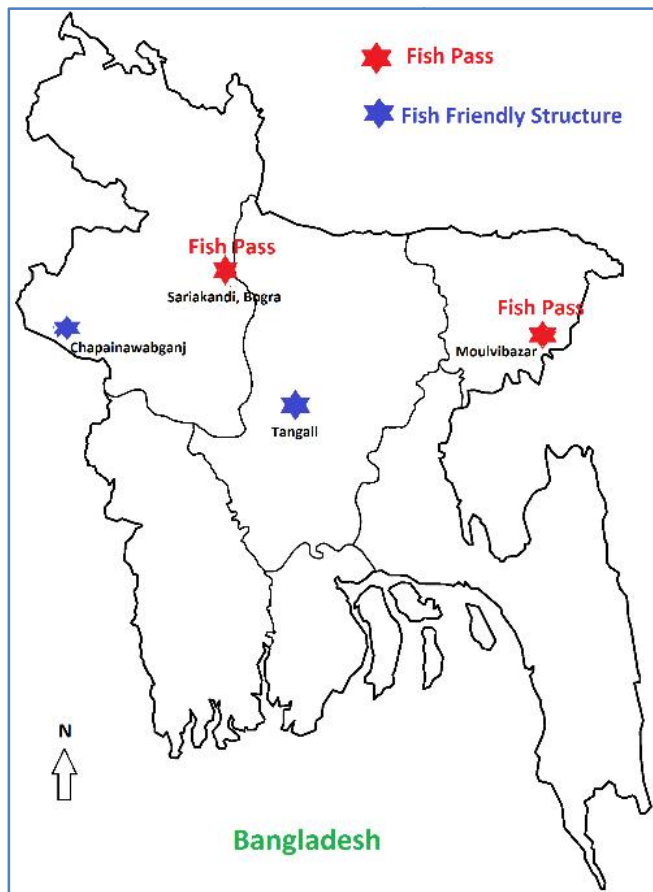 Fish Pass
Fish Friendly Structure
Fish Pass
Sariakandi, Bogra
Fish Pass
Chapainawabganj
Moulvibazar
Tangail
N
Bangladesh